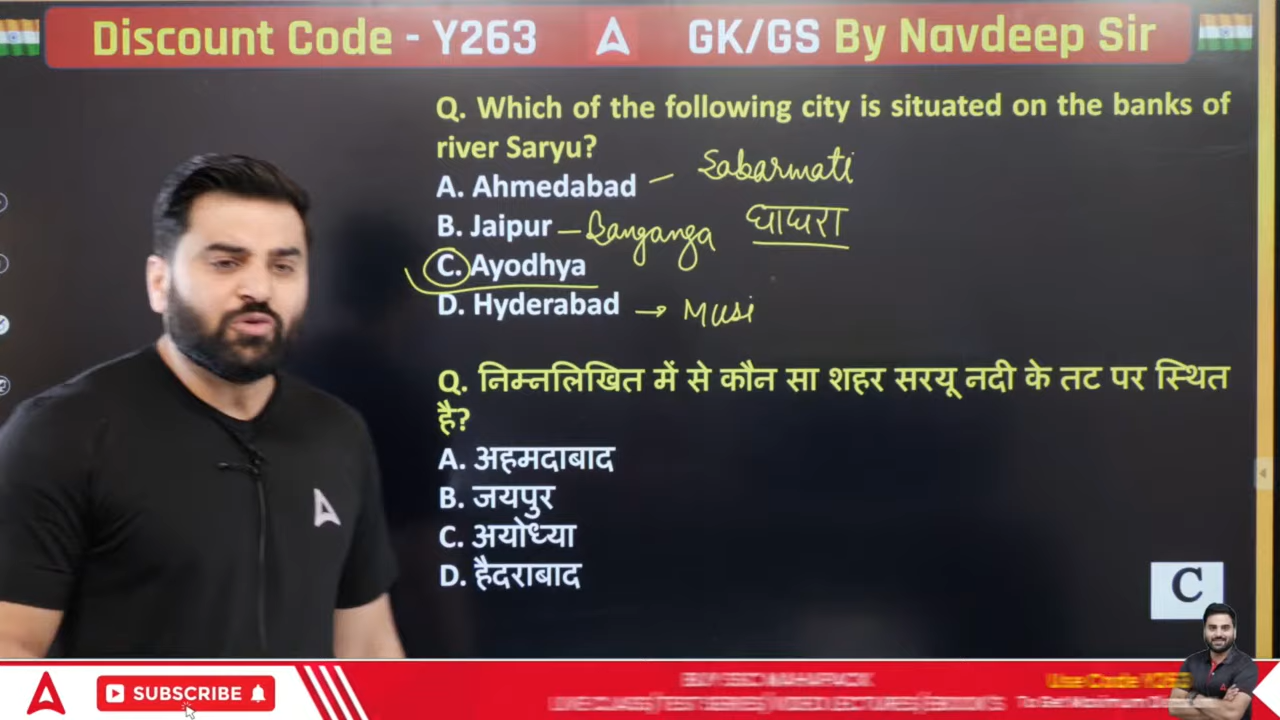 Discount Code - Y263 GK/GS By Navdeep Sir
Q. Which of the following city is situated on the banks of
river Saryu?
A. Ahmedabad – Sabarmati
B. Jaipur – Banganga घाघरा
C. Ayodhya
D. Hyderabad → Musi
Q. निम्नलिखित में से कौन सा शहर सरयू नदी के तट पर स्थित
है?
A. अहमदाबाद
B. जयपुर
C. अयोध्या
D. हैदराबाद
C
SUBSCRIBE
Use Code